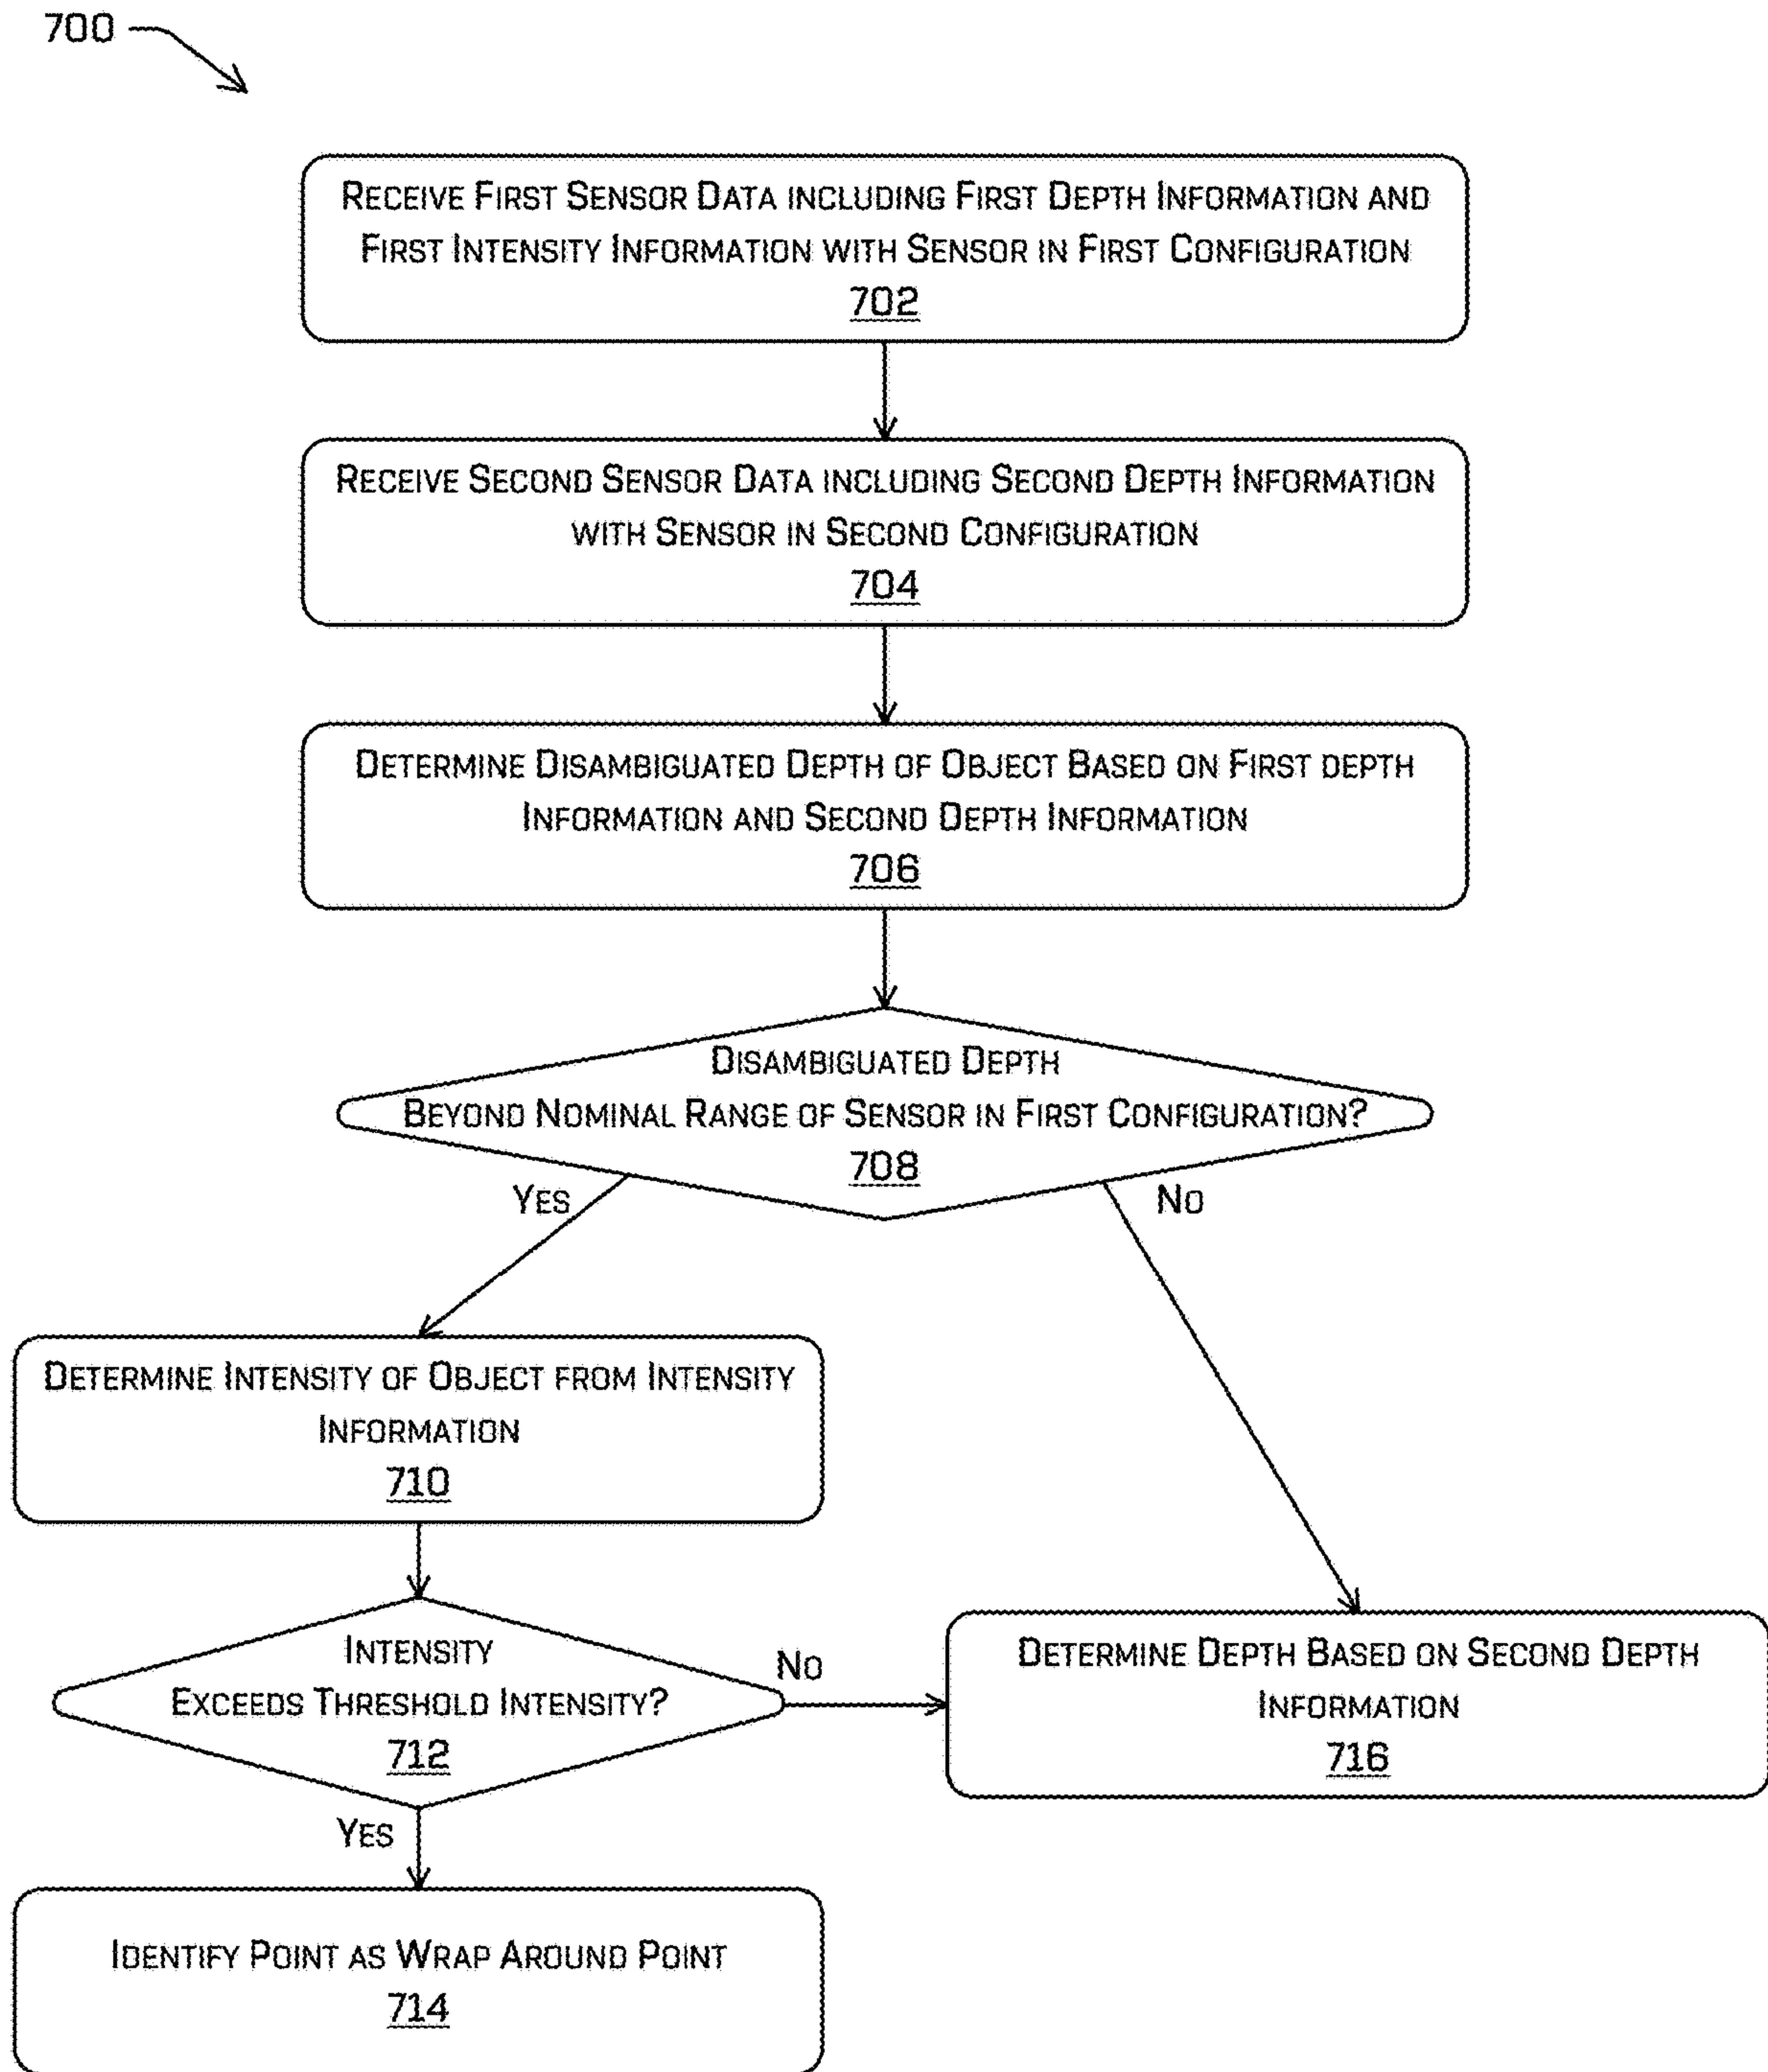 700
Receive First Sensor Data including First Depth Information and
First Intensity Information with Sensor in First Configuration
702
Receive Second Sensor Data including Second Depth Information
with Sensor in Second Configuration
704
Determine Disambiguated Depth of Object Based on First depth
Information and Second Depth Information
706
Disambiguated Depth
Beyond Nominal Range of Sensor in First Configuration?
708
Yes
No
Determine Intensity of Object from Intensity
Information
710
Intensity
Exceeds Threshold Intensity?
712
No
Determine Depth Based on Second Depth
Information
716
Yes
Identify Point as Wrap Around Point
714